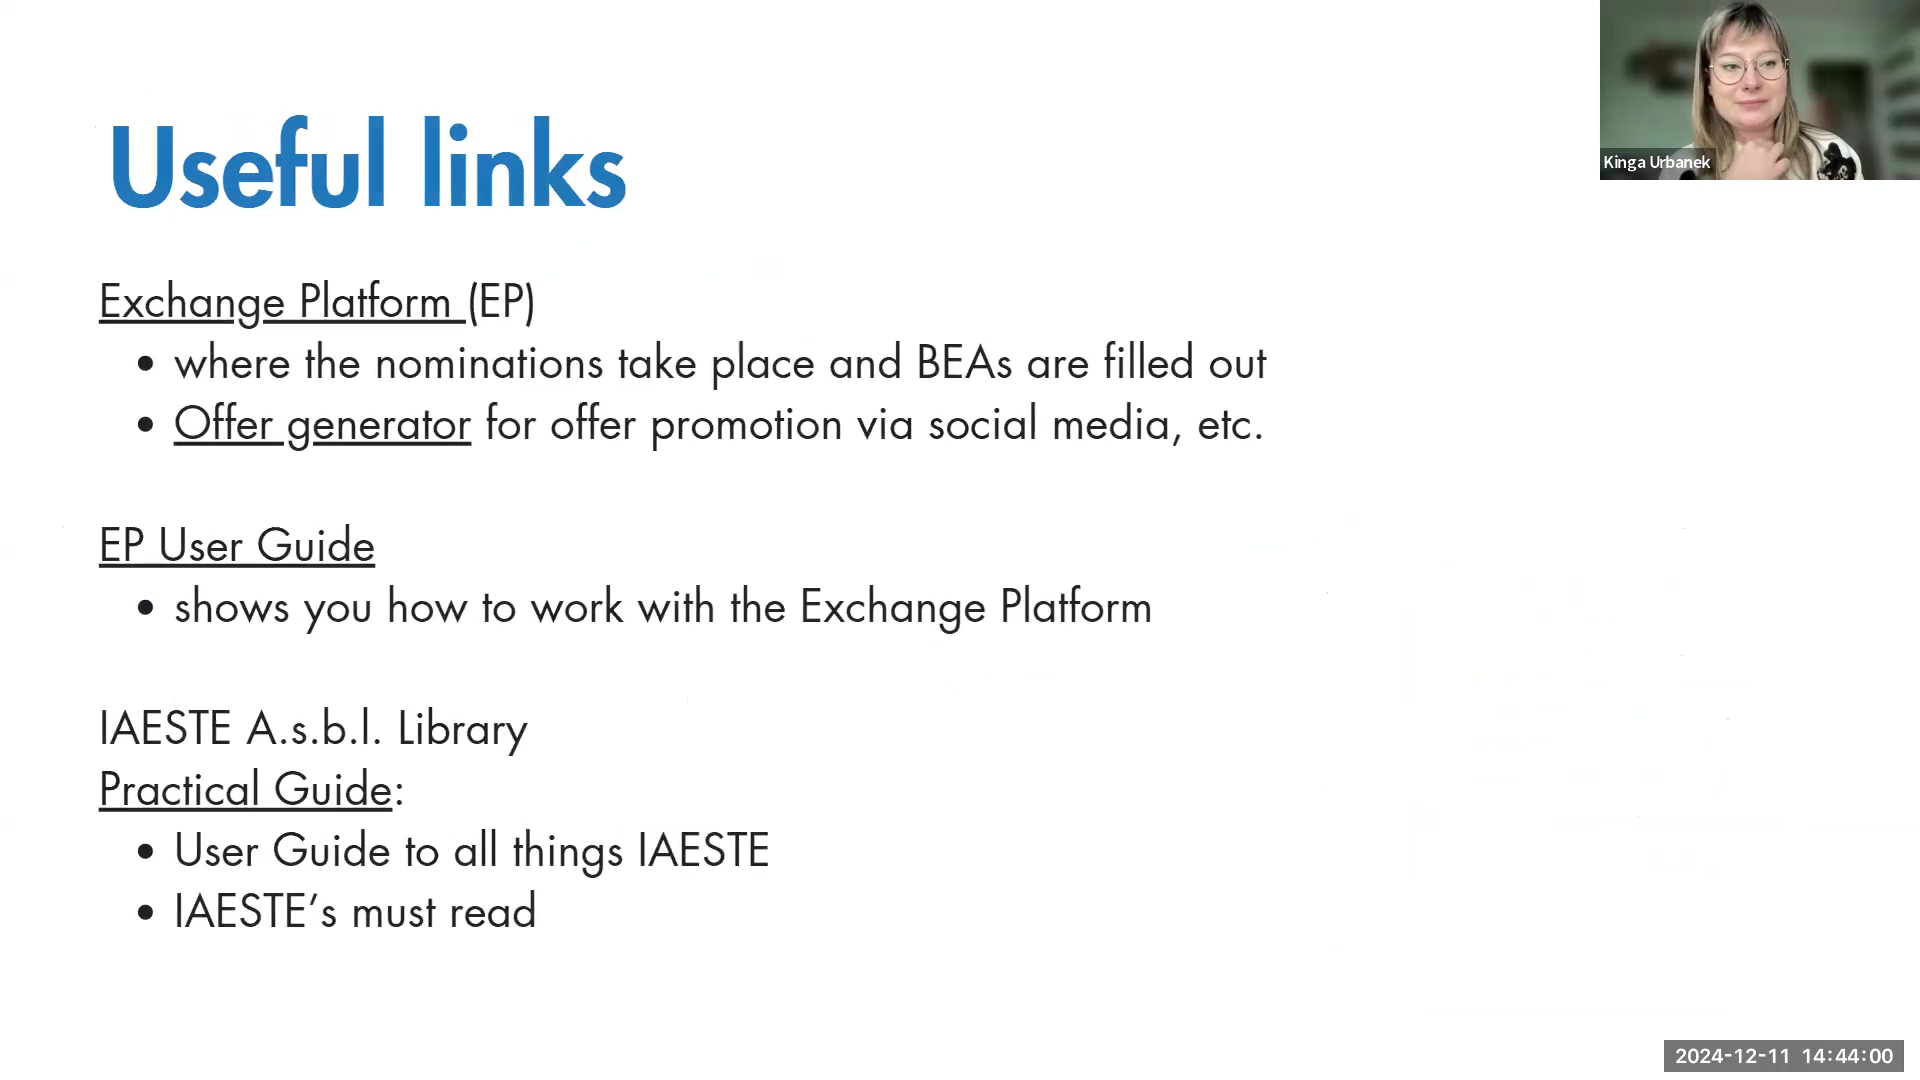 Useful links
Kinga Urbanek
Exchange Platform (EP)
• where the nominations take place and BEAs are filled out
• Offer generator for offer promotion via social media, etc.
EP User Guide
• shows you how to work with the Exchange Platform
IAESTE A.s.b.l. Library
Practical Guide:
• User Guide to all things IAESTE
• IAESTE’s must read
2024-12-11 14:44:00